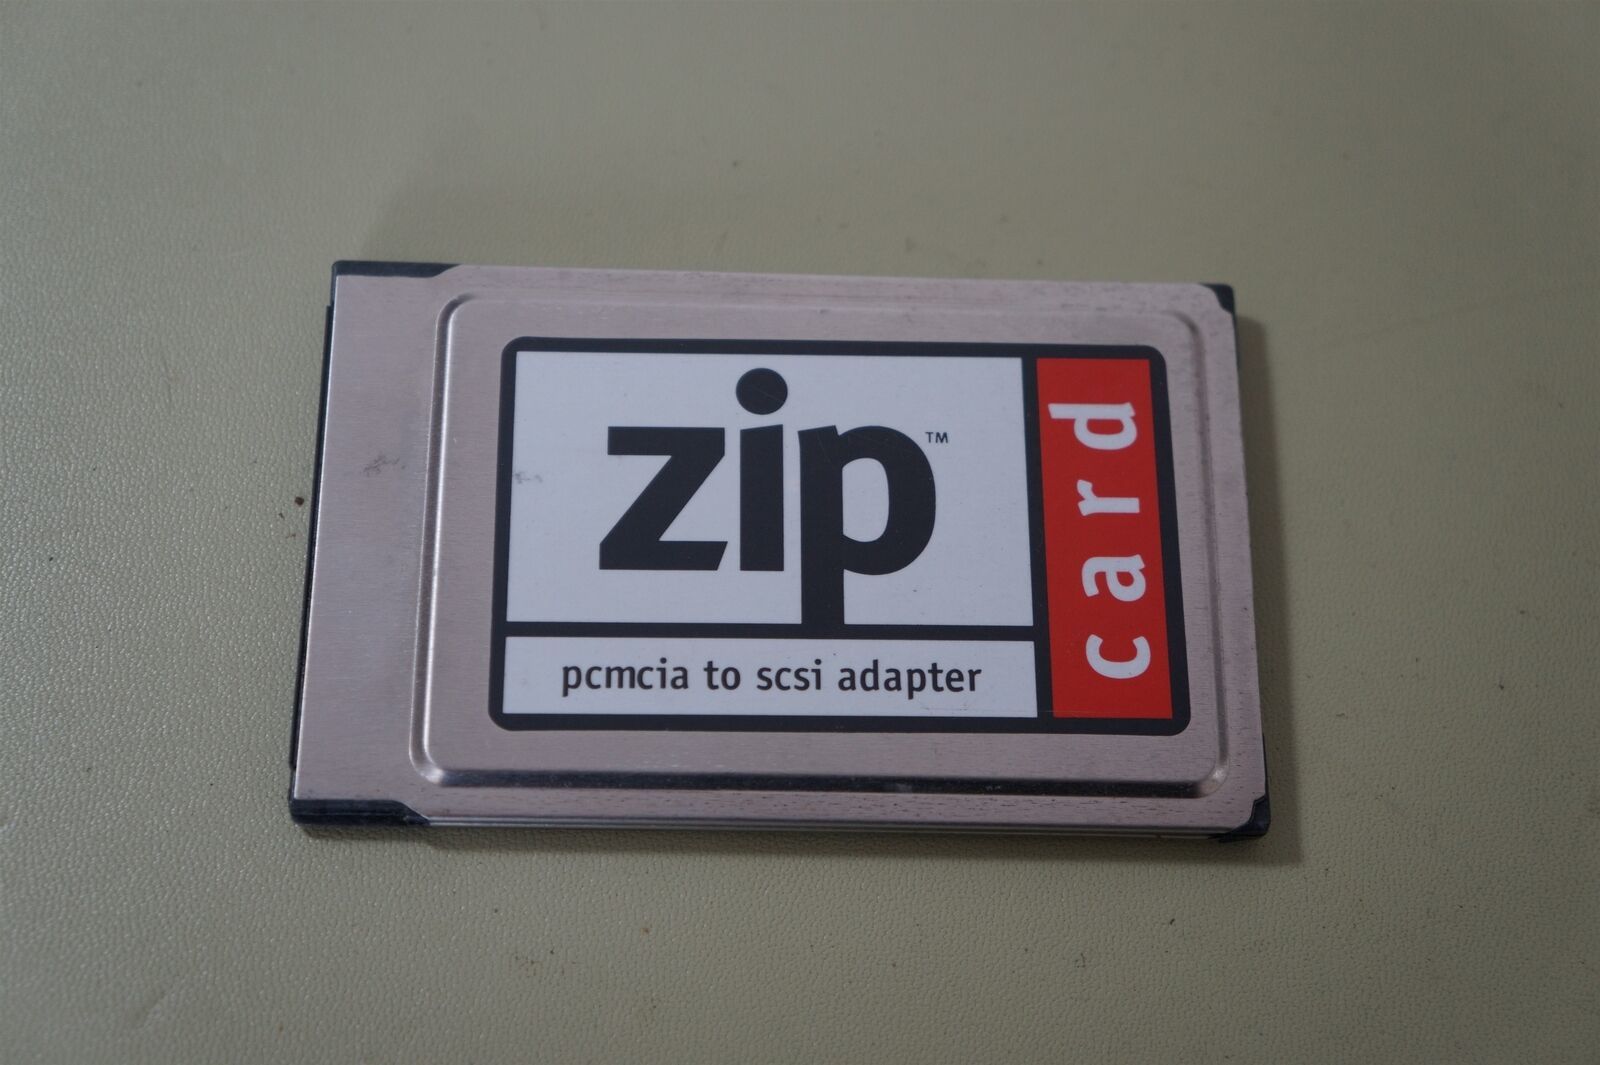 zip™
pcmcia to scsi adapter
card